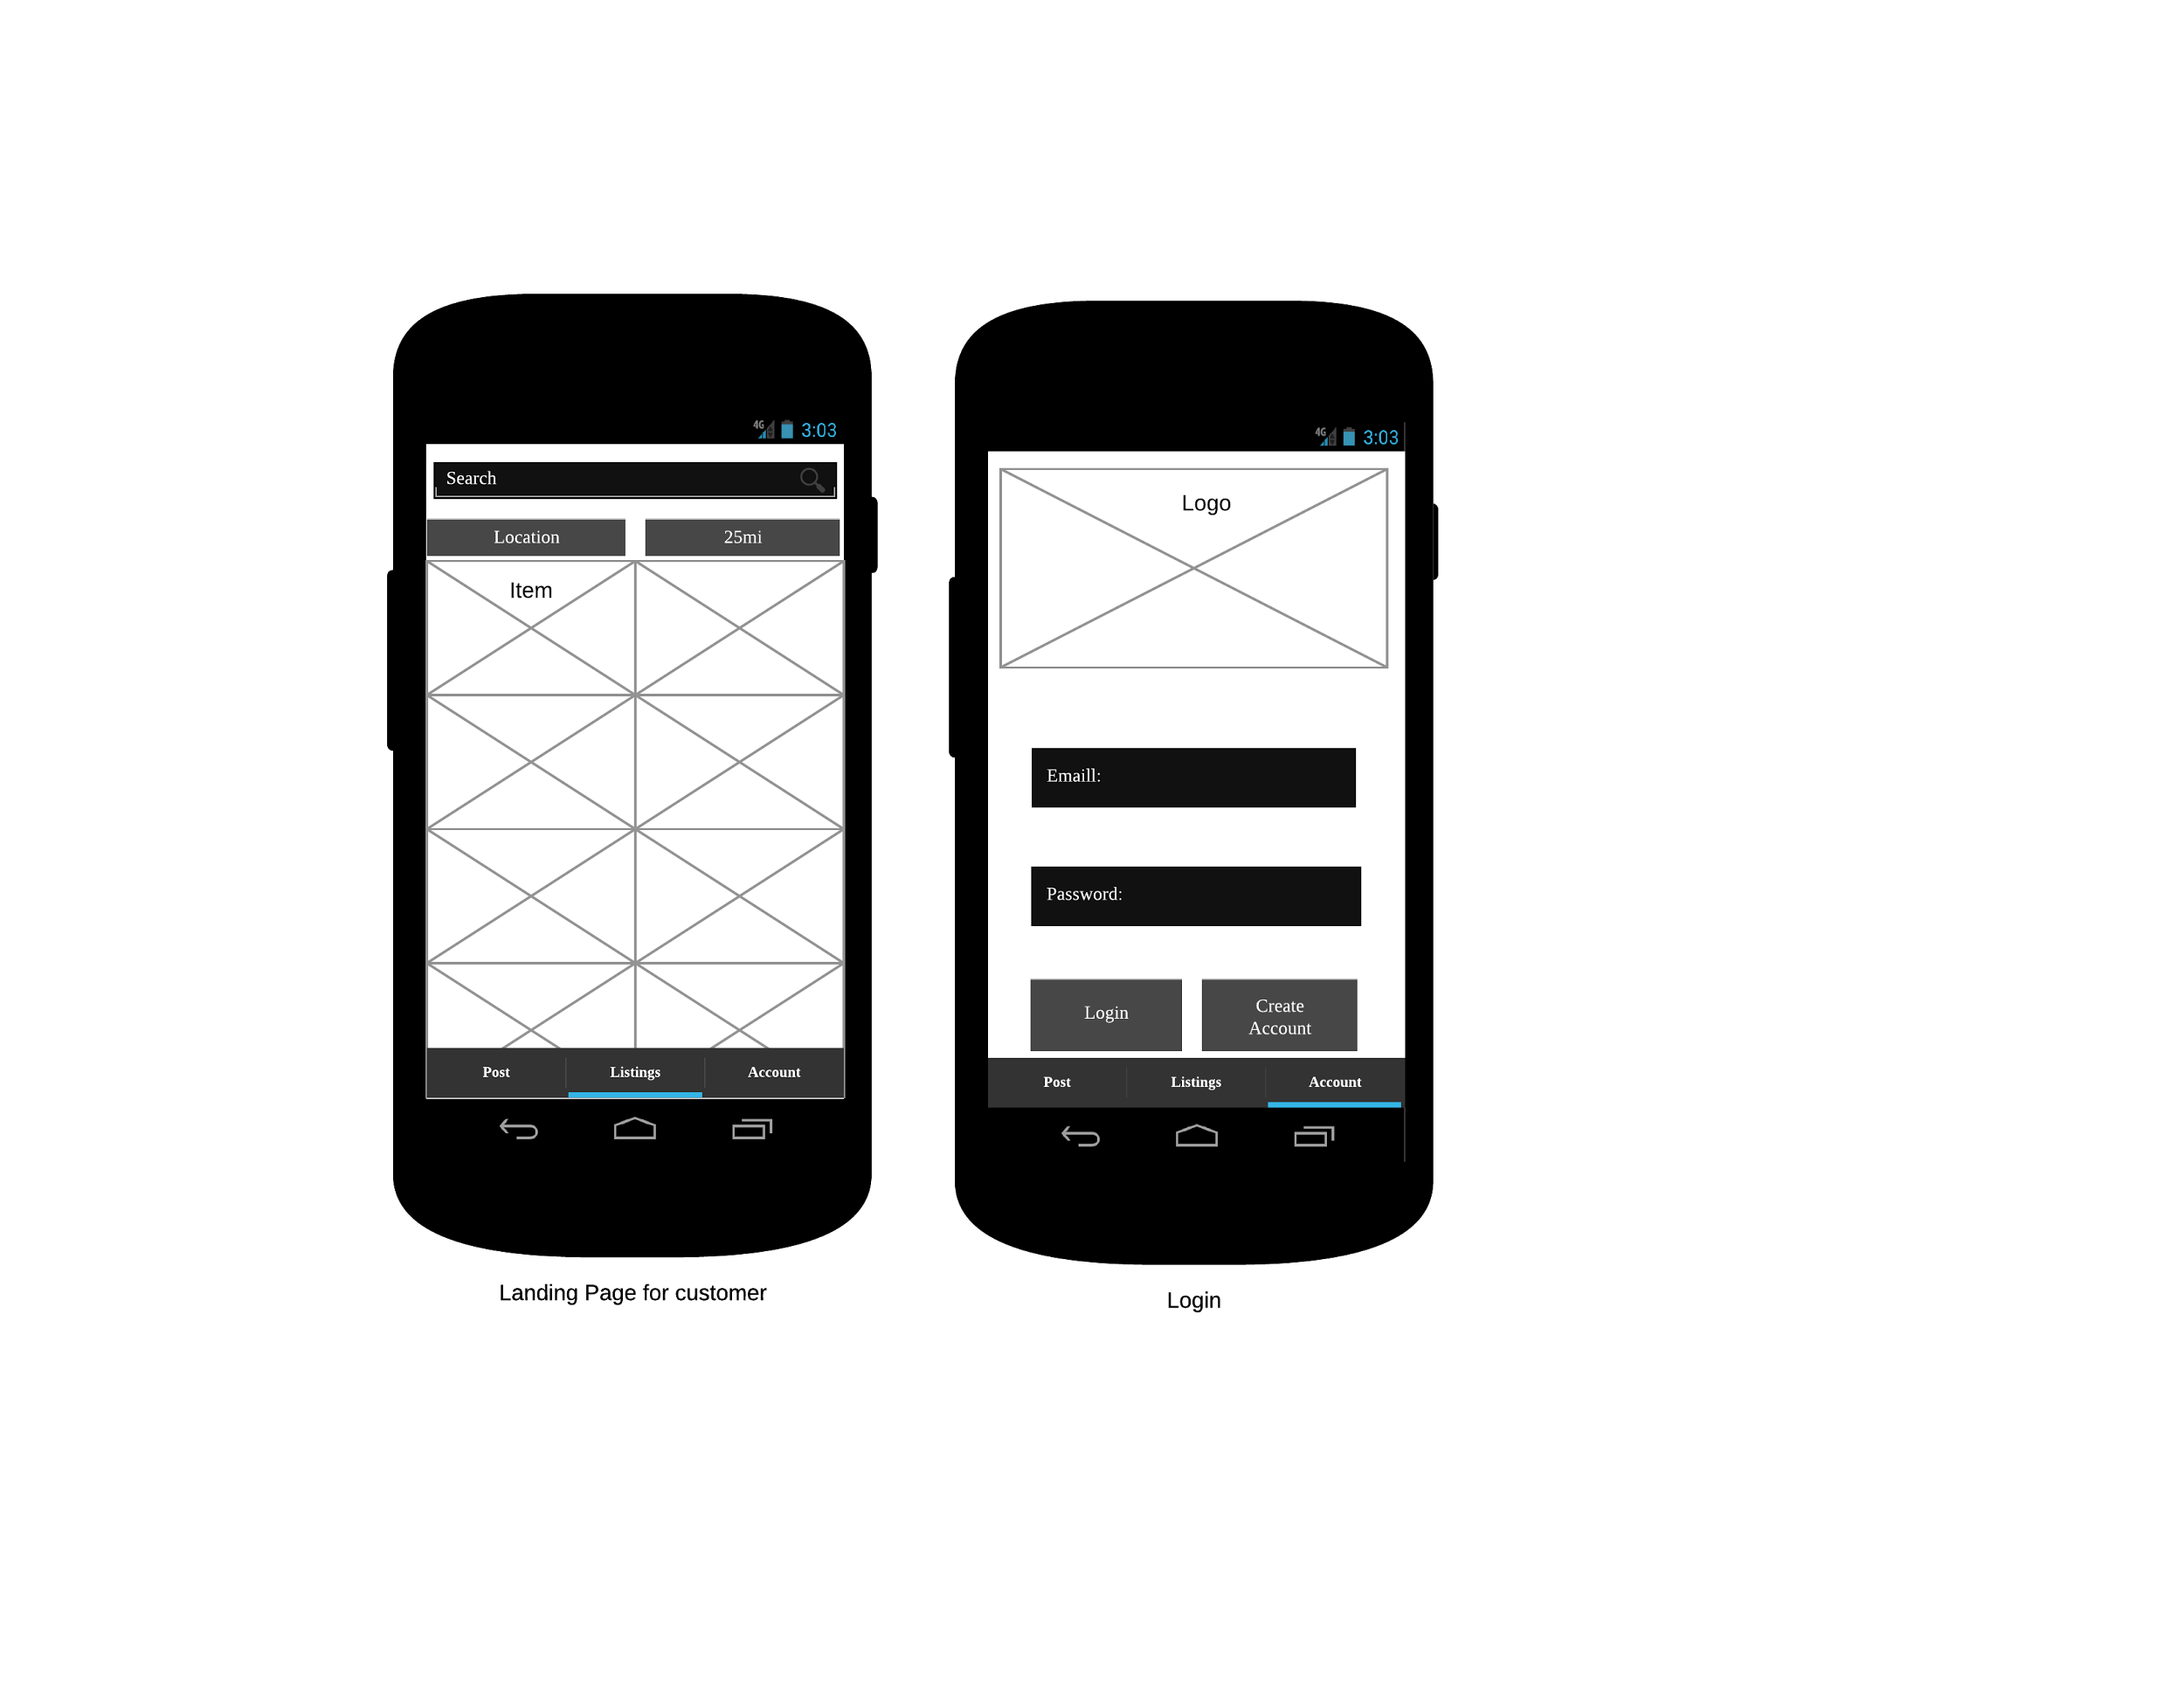 4G 3:03
Search
Location 25mi
Item
Post Listings Account
Landing Page for customer
4G 3:03
Logo
Emaill:
Password:
Login Create
Account
Post Listings Account
Login